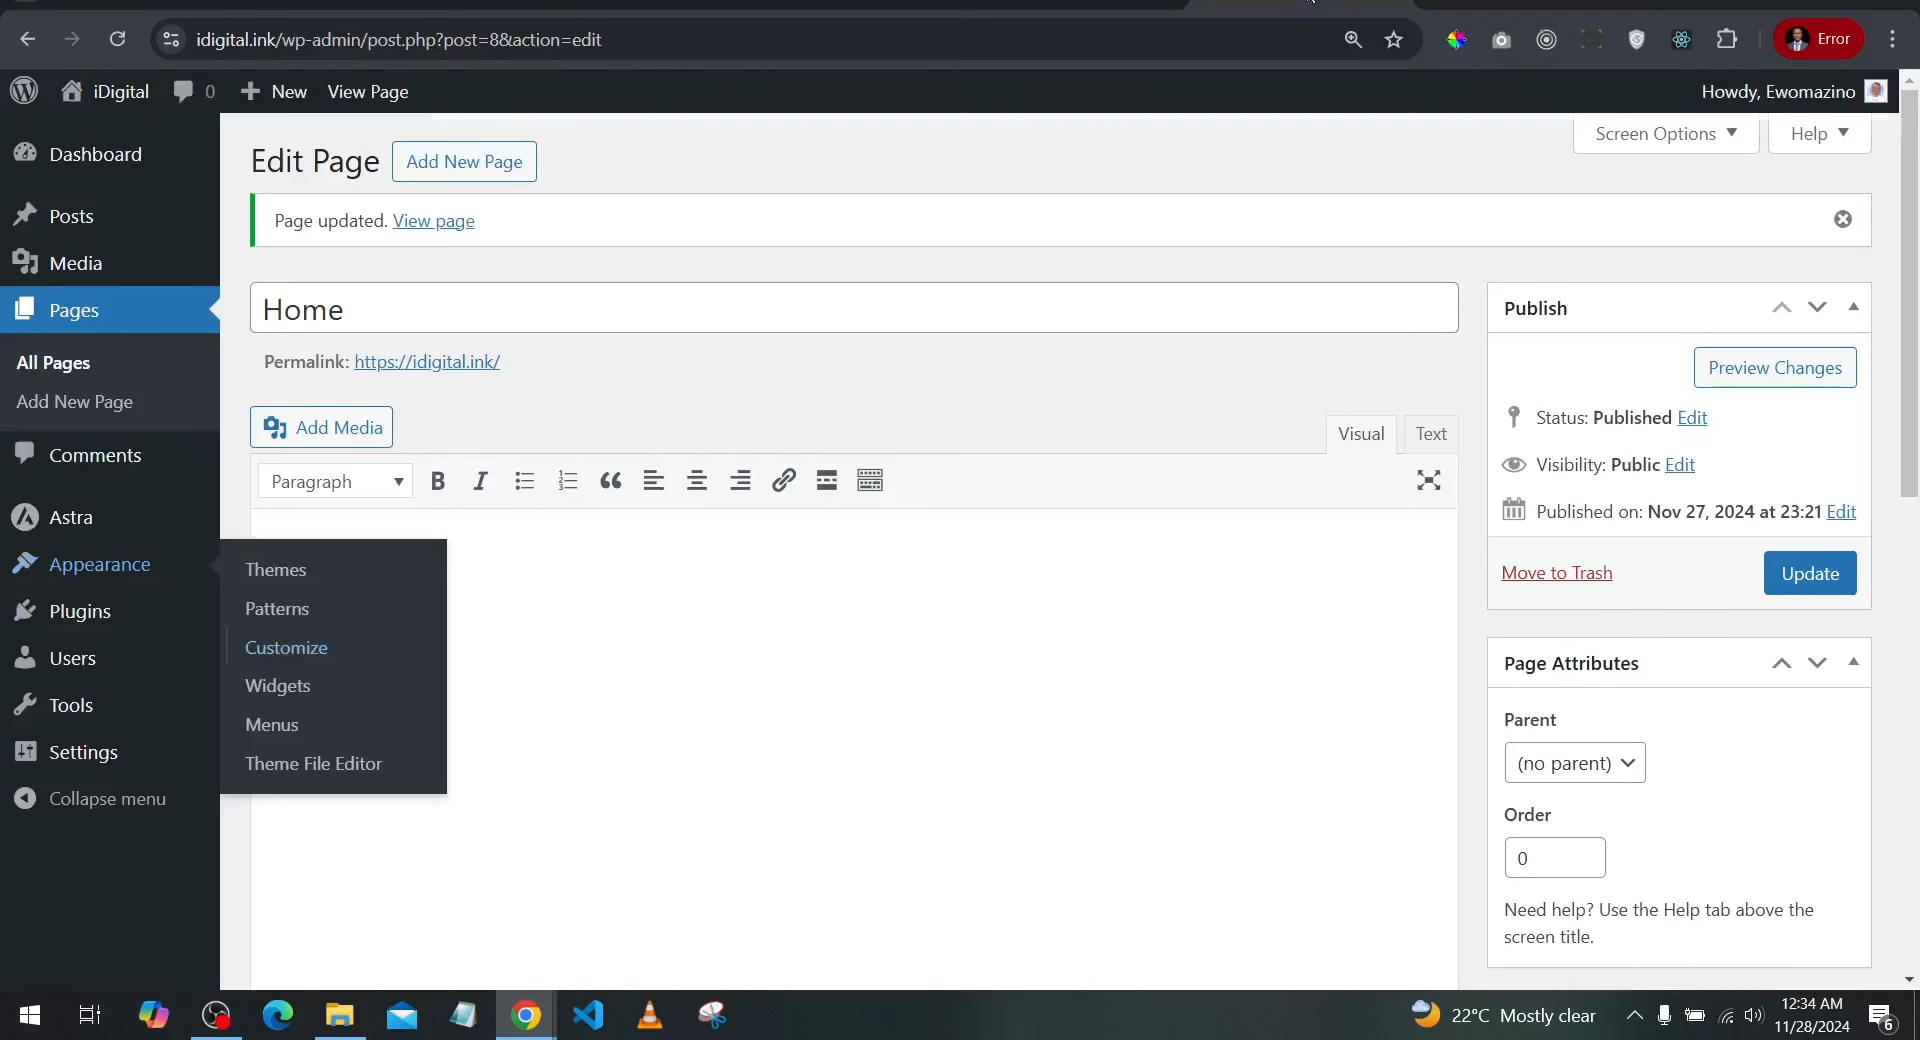 idigital.ink/wp-admin/post.php?post=8&action=edit
Error
iDigital
0
New
View Page
Howdy, Ewomazino
Dashboard
Posts
Media
Pages
All Pages
Add New Page
Comments
Astra
Appearance
Plugins
Users
Tools
Settings
Collapse menu
Themes
Patterns
Customize
Widgets
Menus
Theme File Editor
Screen Options
Help
Edit Page
Add New Page
Page updated. View page
Home
Permalink: https://idigital.ink/
Add Media
Visual
Text
Paragraph
Publish
Preview Changes
Status: Published Edit
Visibility: Public Edit
Published on: Nov 27, 2024 at 23:21 Edit
Move to Trash
Update
Page Attributes
Parent
(no parent)
Order
0
Need help? Use the Help tab above the
screen title.
22°C Mostly clear
12:34 AM
11/28/2024
6